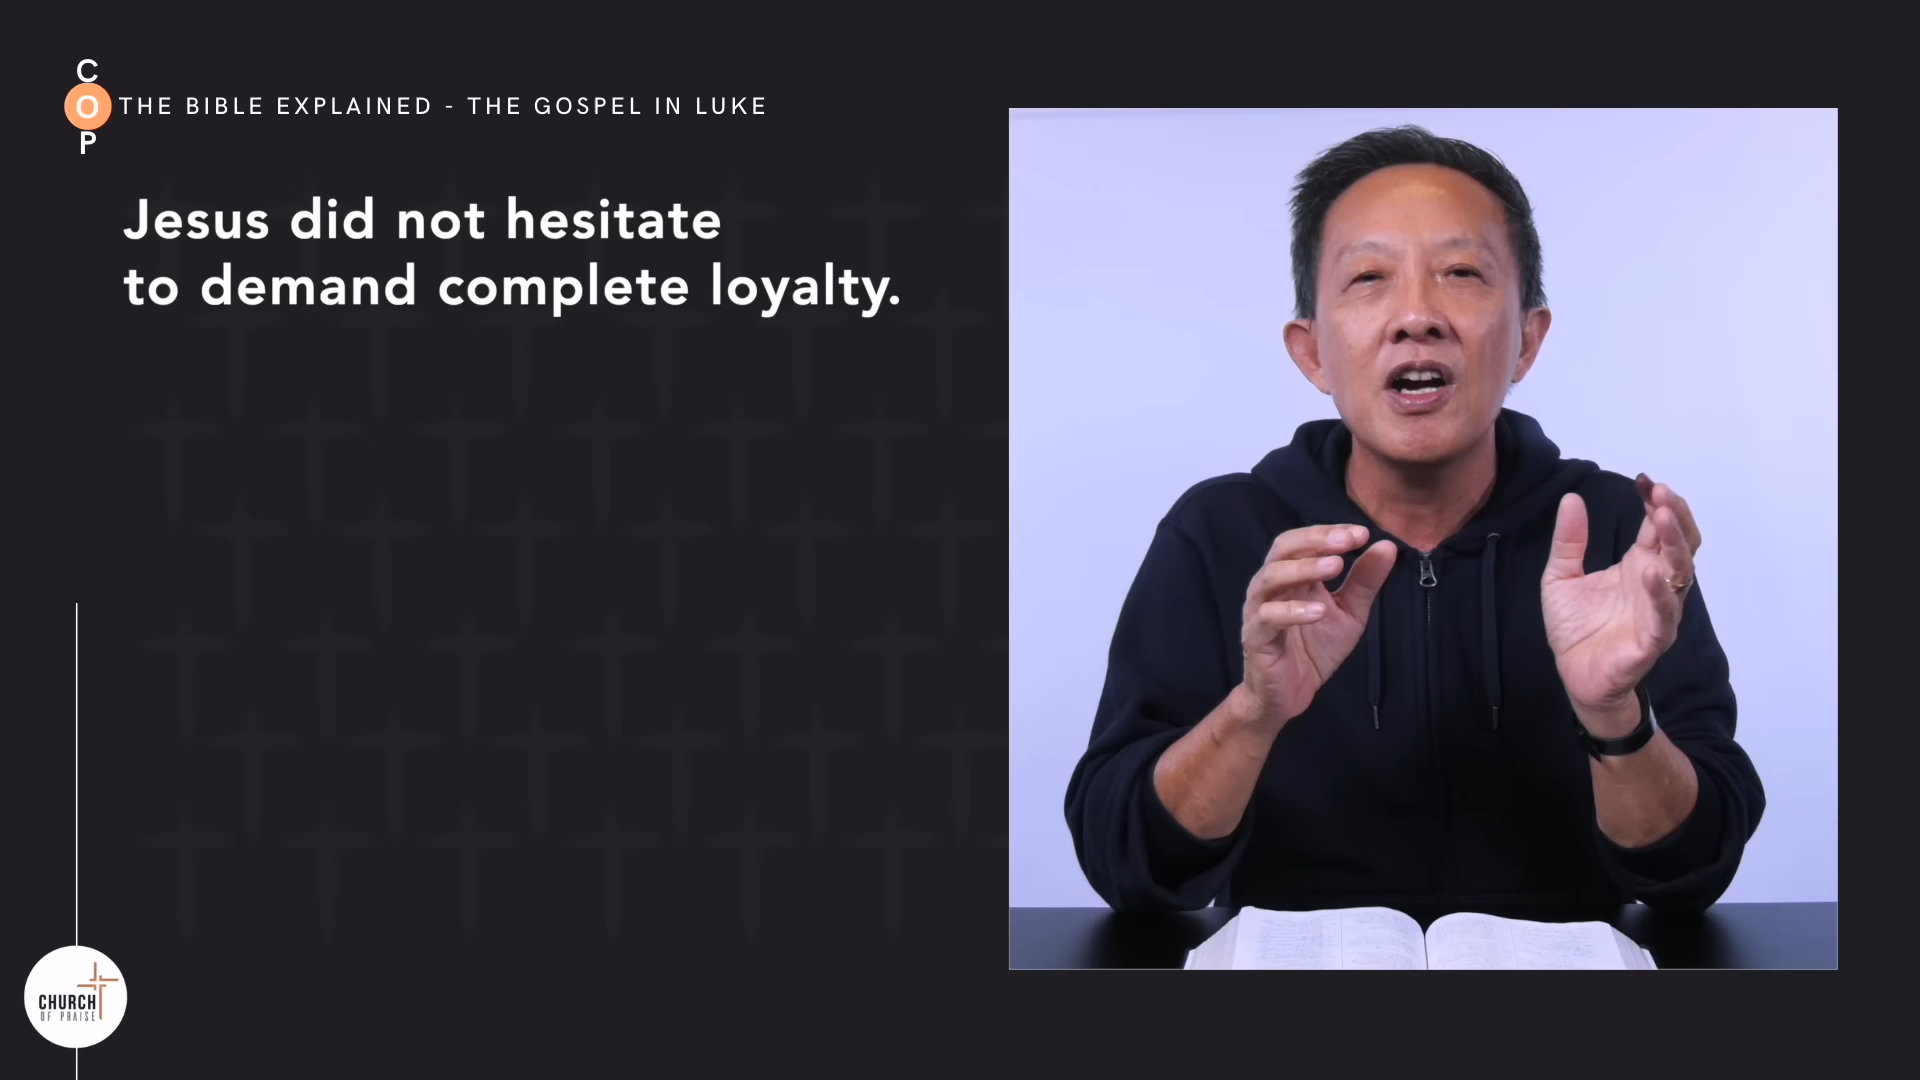 C
O
P
THE BIBLE EXPLAINED - THE GOSPEL IN LUKE
Jesus did not hesitate
to demand complete loyalty.
CHURCH
OF PRAISE